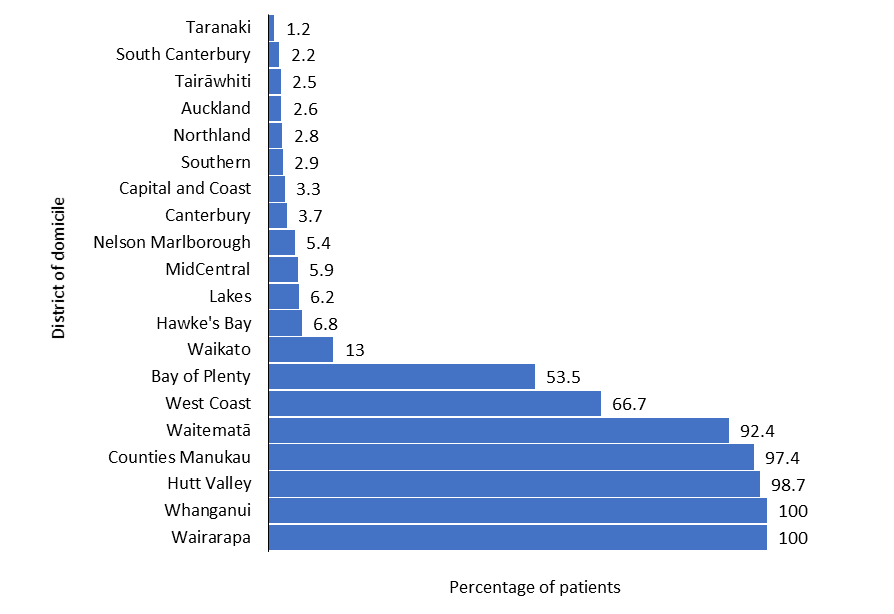 Taranaki 1.2
South Canterbury 2.2
Tairāwhiti 2.5
Auckland 2.6
Northland 2.8
Southern 2.9
Capital and Coast 3.3
Canterbury 3.7
Nelson Marlborough 5.4
MidCentral 5.9
Lakes 6.2
Hawke's Bay 6.8
Waikato 13
Bay of Plenty 53.5
West Coast 66.7
Waitematā 92.4
Counties Manukau 97.4
Hutt Valley 98.7
Whanganui 100
Wairarapa 100
District of domicile
Percentage of patients